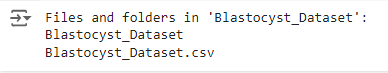 Files and folders in 'Blastocyst_Dataset':
Blastocyst_Dataset
Blastocyst_Dataset.csv